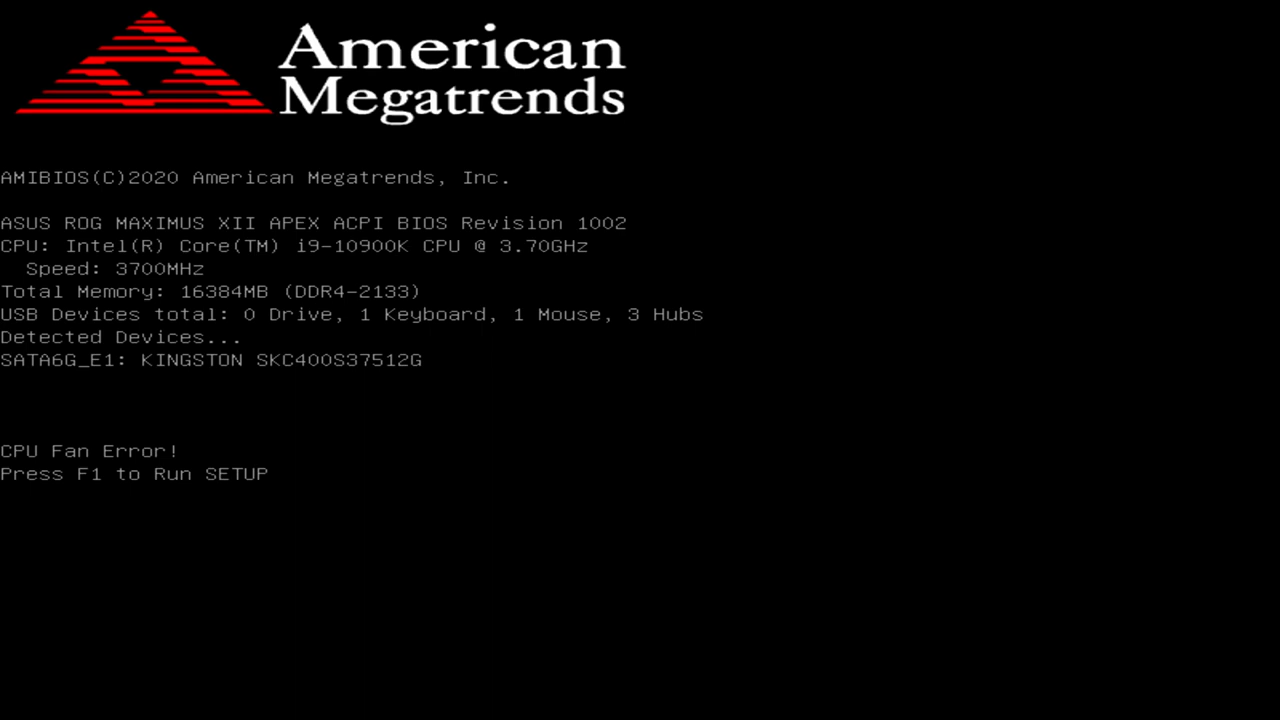 American
Megatrends
AMIBIOS(C)2020 American Megatrends, Inc.
ASUS ROG MAXIMUS XII APEX ACPI BIOS Revision 1002
CPU: Intel(R) Core(TM) i9-10900K CPU @ 3.70GHz
Speed: 3700MHz
Total Memory: 16384MB (DDR4-2133)
USB Devices total: 0 Drive, 1 Keyboard, 1 Mouse, 3 Hubs
Detected Devices...
SATA6G_E1: KINGSTON SKC400S37512G
CPU Fan Error!
Press F1 to Run SETUP